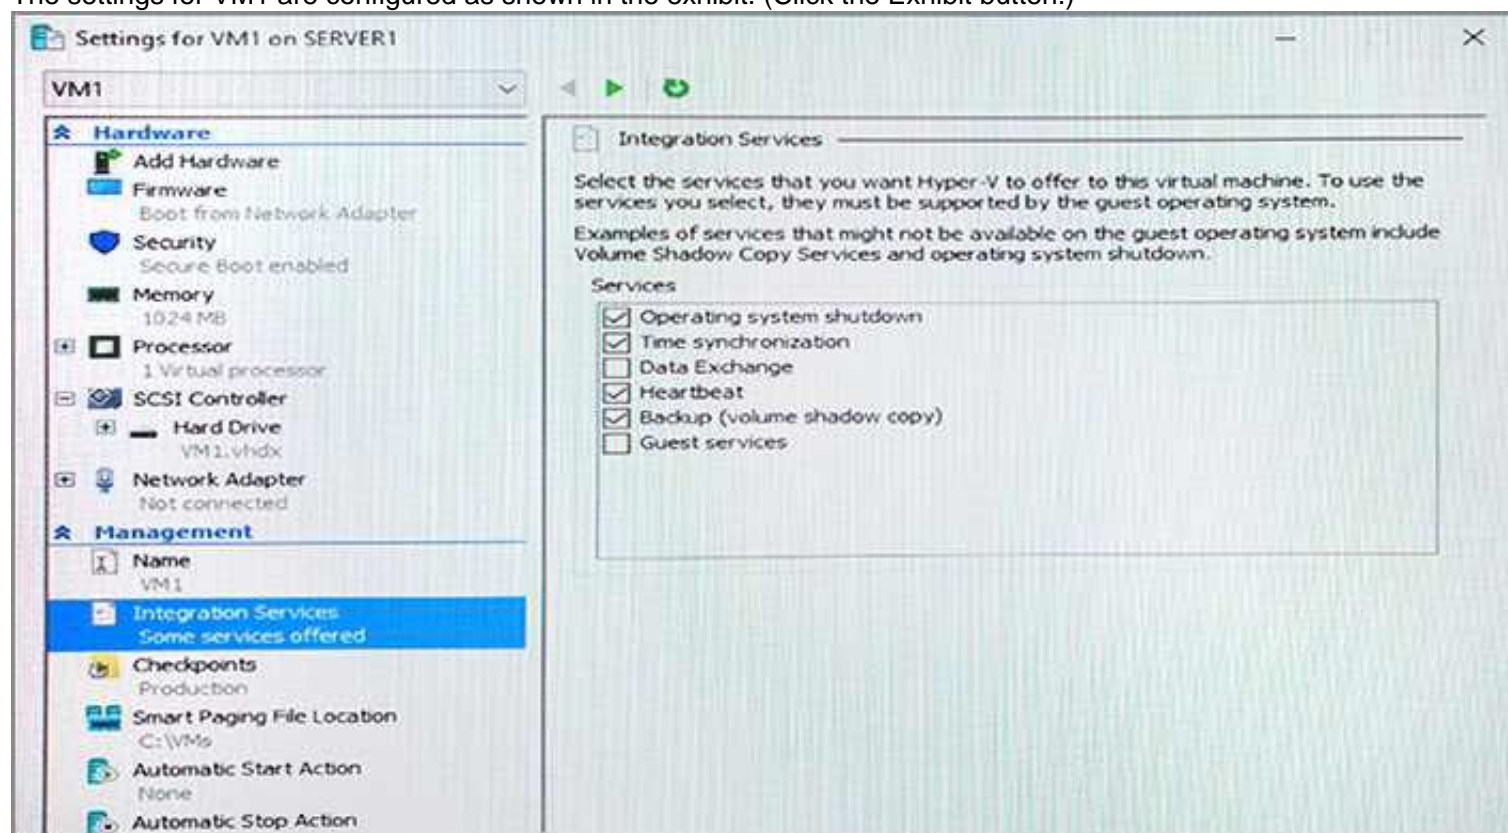 The settings for VM1 are configured as shown in the exhibit. (Click the Exhibit button.)
Settings for VM1 on SERVER1
VM1
Hardware
Add Hardware
Firmware
Boot from Network Adapter
Security
Secure Boot enabled
Memory
1024 MB
Processor
1 Virtual processor
SCSI Controller
Hard Drive
VM1.vhdx
Network Adapter
Not connected
Management
Name
VM1
Integration Services
Some services offered
Checkpoints
Production
Smart Paging File Location
C:\VMs
Automatic Start Action
None
Automatic Stop Action
Integration Services
Select the services that you want Hyper-V to offer to this virtual machine. To use the
services you select, they must be supported by the guest operating system.
Examples of services that might not be available on the guest operating system include
Volume Shadow Copy Services and operating system shutdown.
Services
Operating system shutdown
Time synchronization
Data Exchange
Heartbeat
Backup (volume shadow copy)
Guest services